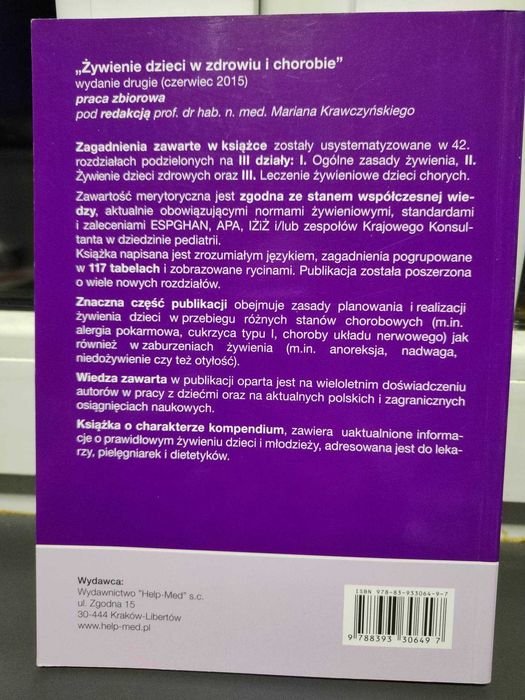 „Żywienie dzieci w zdrowiu i chorobie”
wydanie drugie (czerwiec 2015)
praca zbiorowa
pod redakcją prof. dr hab. n. med. Mariana Krawczyńskiego
Zagadnienia zawarte w książce zostały usystematyzowane w 42.
rozdziałach podzielonych na III działy: I. Ogólne zasady żywienia, II.
Żywienie dzieci zdrowych oraz III. Leczenie żywieniowe dzieci chorych.
Zawartość merytoryczna jest zgodna ze stanem współczesnej wie-
dzy, aktualnie obowiązującymi normami żywieniowymi, standardami
i zaleceniami ESPGHAN, APA, IŻiŻ i/lub zespołów Krajowego Konsul-
tanta w dziedzinie pediatrii.
Książka napisana jest zrozumiałym językiem, zagadnienia pogrupowane
w 117 tabelach i zobrazowane rycinami. Publikacja została poszerzona
o wiele nowych rozdziałów.
Znaczna część publikacji obejmuje zasady planowania i realizacji
żywienia dzieci w przebiegu różnych stanów chorobowych (m.in.
alergia pokarmowa, cukrzyca typu I, choroby układu nerwowego) jak
również w zaburzeniach żywienia (m.in. anoreksja, nadwaga,
niedożywienie czy też otyłość).
Wiedza zawarta w publikacji oparta jest na wieloletnim doświadczeniu
autorów w pracy z dziećmi oraz na aktualnych polskich i zagranicznych
osiągnięciach naukowych.
Książka o charakterze kompendium, zawiera uaktualnione informa-
cje o prawidłowym żywieniu dzieci i młodzieży, adresowana jest do leka-
rzy, pielęgniarek i dietetyków.
Wydawca:
Wydawnictwo "Help-Med" s.c.
ul. Zgodna 15
30-444 Kraków-Libertów
www.help-med.pl
ISBN 978-83-933064-9-7
9 788393 306497